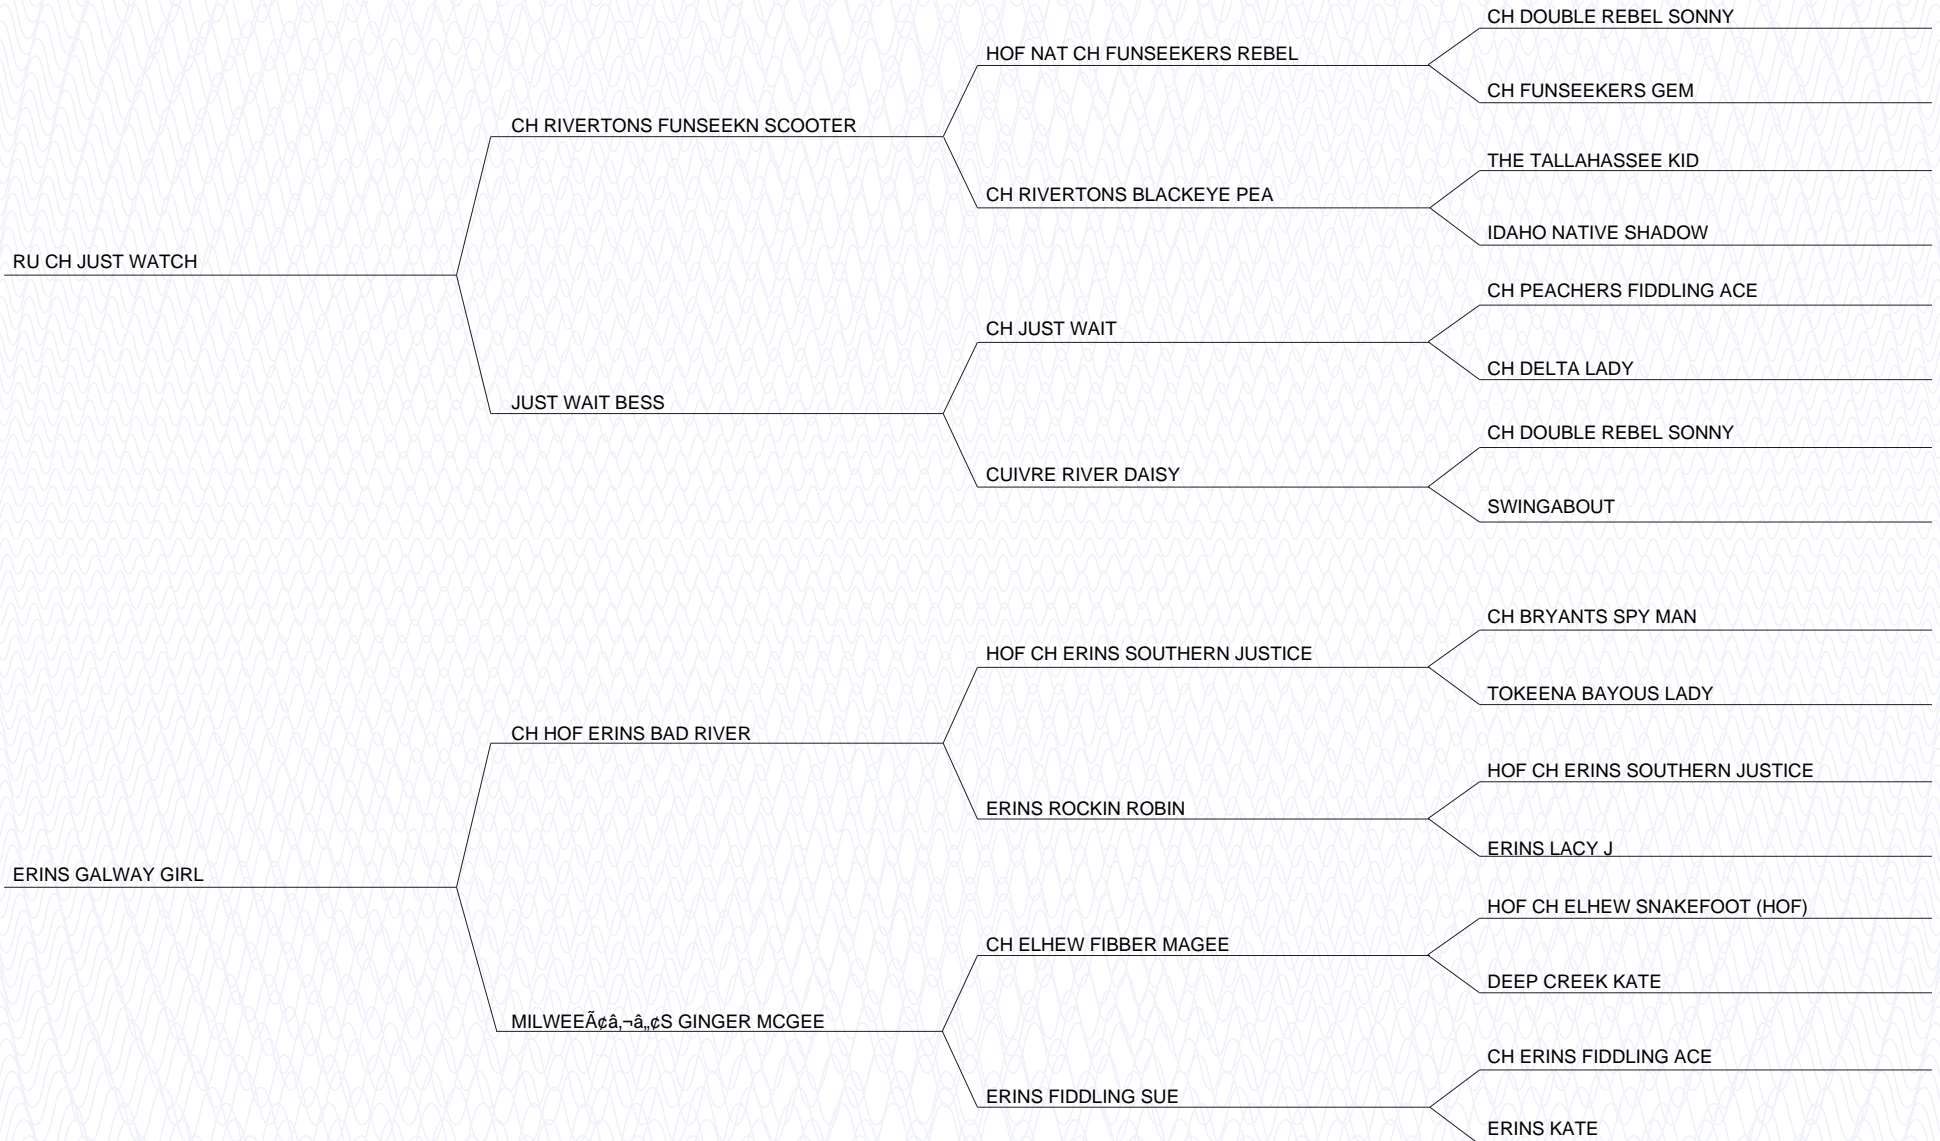 CH DOUBLE REBEL SONNY
HOF NAT CH FUNSEEKERS REBEL
CH FUNSEEKERS GEM
CH RIVERTONS FUNSEEKN SCOOTER
THE TALLAHASSEE KID
CH RIVERTONS BLACKEYE PEA
IDAHO NATIVE SHADOW
RU CH JUST WATCH
CH PEACHERS FIDDLING ACE
CH JUST WAIT
CH DELTA LADY
JUST WAIT BESS
CH DOUBLE REBEL SONNY
CUIVRE RIVER DAISY
SWINGABOUT
CH BRYANTS SPY MAN
HOF CH ERINS SOUTHERN JUSTICE
TOKEENA BAYOUS LADY
CH HOF ERINS BAD RIVER
HOF CH ERINS SOUTHERN JUSTICE
ERINS ROCKIN ROBIN
ERINS LACY J
ERINS GALWAY GIRL
HOF CH ELHEW SNAKEFOOT (HOF)
CH ELHEW FIBBER MAGEE
DEEP CREEK KATE
MILWEEÃ¢â‚¬â„¢S GINGER MCGEE
CH ERINS FIDDLING ACE
ERINS FIDDLING SUE
ERINS KATE